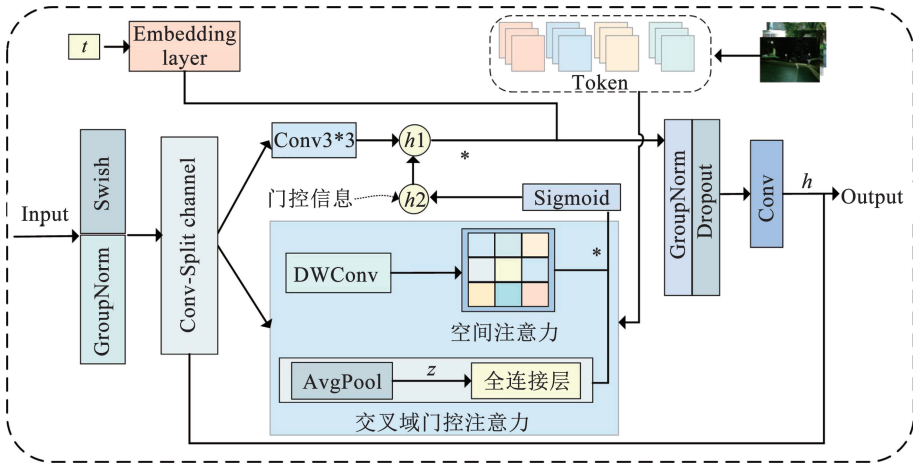 t
Embedding
layer
Token
Input
Swish
GroupNorm
Conv-Split channel
Conv3*3
h1
*
门控信息
h2
Sigmoid
DWConv
*
空间注意力
AvgPool
z
全连接层
交叉域门控注意力
GroupNorm
Dropout
Conv
h
Output